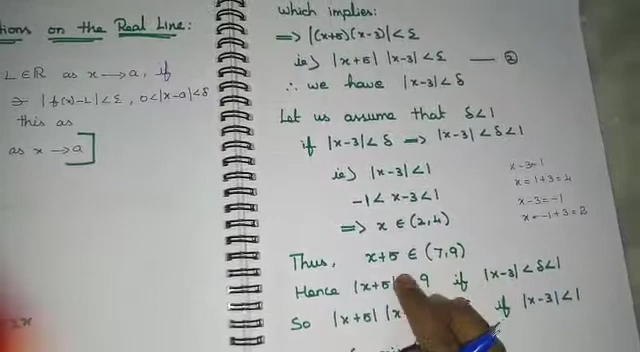 tions on the Real Line:
L∈ℝ as x→a, if
∋ |f(x)-L|<ε, 0<|x-a|<δ
this as
as x→a]
which implies:
⟹ |(x+5)(x-3)|<ε
ie) |x+5| |x-3|<ε — ②
∴ we have |x-3|<δ
Let us assume that δ<1
if |x-3|<δ ⟹ |x-3|<δ<1
ie) |x-3|<1
-1< x-3<1
⟹ x ∈ (2,4)
x-3=1
x=1+3=4
x-3=-1
x=-1+3=2
Thus, x+5 ∈ (7,9)
Hence |x+5| 9 if |x-3|<δ<1
So |x+5| |x if |x-3|<1